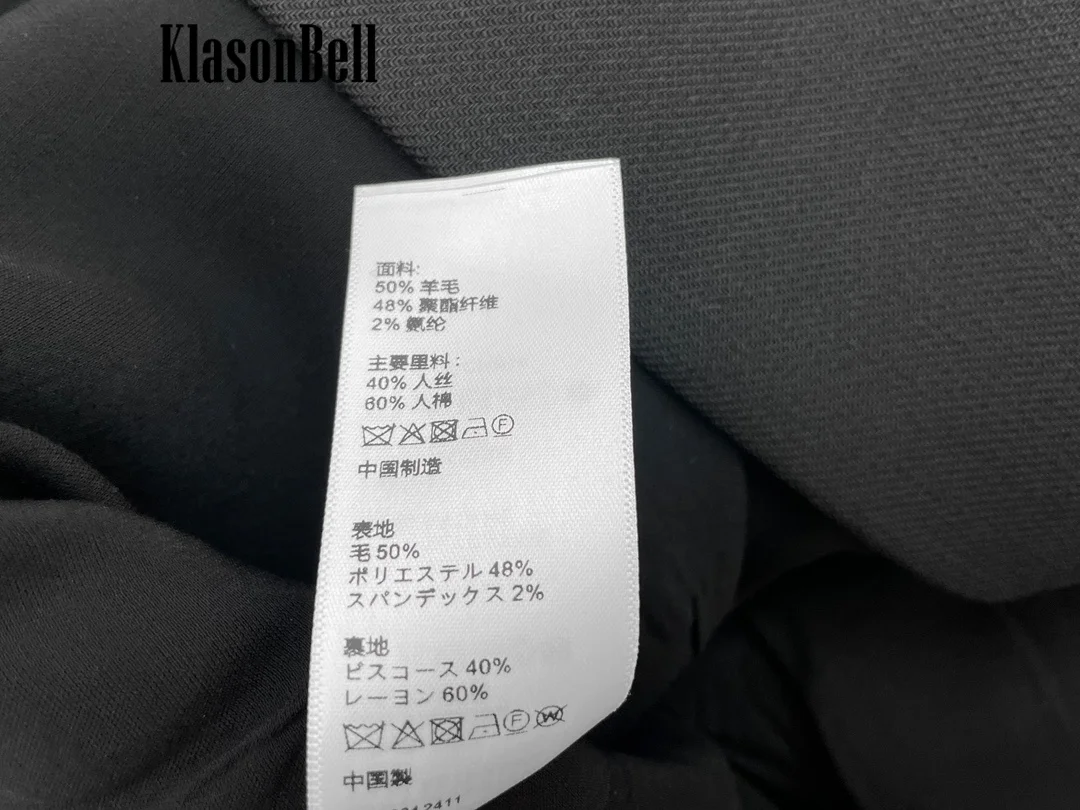 KlasonBell
面料:
50% 羊毛
48% 聚酯纤维
2% 氨纶
主要里料:
40% 人丝
60% 人棉
F
中国制造
表地
毛 50%
ポリエステル 48%
スパンデックス 2%
裏地
ビスコース 40%
レーヨン 60%
F W
中国製
2411